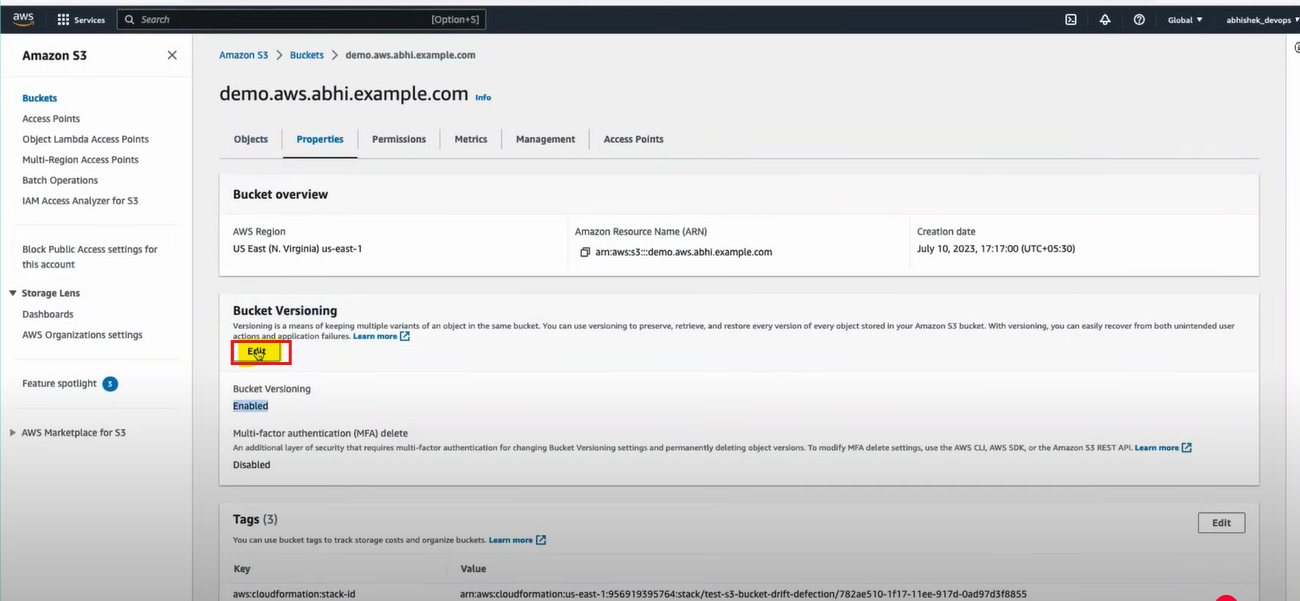 aws
Services
Search
[Option+S]
Global
abhishek_devops
Amazon S3
Buckets
Access Points
Object Lambda Access Points
Multi-Region Access Points
Batch Operations
IAM Access Analyzer for S3
Block Public Access settings for
this account
Storage Lens
Dashboards
AWS Organizations settings
Feature spotlight 3
AWS Marketplace for S3
Amazon S3 > Buckets > demo.aws.abhi.example.com
demo.aws.abhi.example.com Info
Objects Properties Permissions Metrics Management Access Points
Bucket overview
AWS Region
US East (N. Virginia) us-east-1
Amazon Resource Name (ARN)
arn:aws:s3:::demo.aws.abhi.example.com
Creation date
July 10, 2023, 17:17:00 (UTC+05:30)
Bucket Versioning
Versioning is a means of keeping multiple variants of an object in the same bucket. You can use versioning to preserve, retrieve, and restore every version of every object stored in your Amazon S3 bucket. With versioning, you can easily recover from both unintended user
actions and application failures. Learn more
Edit
Bucket Versioning
Enabled
Multi-factor authentication (MFA) delete
An additional layer of security that requires multi-factor authentication for changing Bucket Versioning settings and permanently deleting object versions. To modify MFA delete settings, use the AWS CLI, AWS SDK, or the Amazon S3 REST API. Learn more
Disabled
Tags (3)
Edit
You can use bucket tags to track storage costs and organize buckets. Learn more
Key Value
aws:cloudformation:stack-id arn:aws:cloudformation:us-east-1:956919395764:stack/test-s3-bucket-drift-defection/782ae510-1f17-11ee-917d-0ad97d3f8855